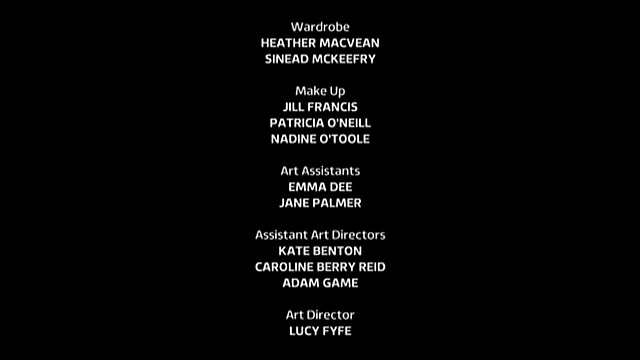 Wardrobe
HEATHER MACVEAN
SINEAD MCKEEFRY
Make Up
JILL FRANCIS
PATRICIA O'NEILL
NADINE O'TOOLE
Art Assistants
EMMA DEE
JANE PALMER
Assistant Art Directors
KATE BENTON
CAROLINE BERRY REID
ADAM GAME
Art Director
LUCY FYFE